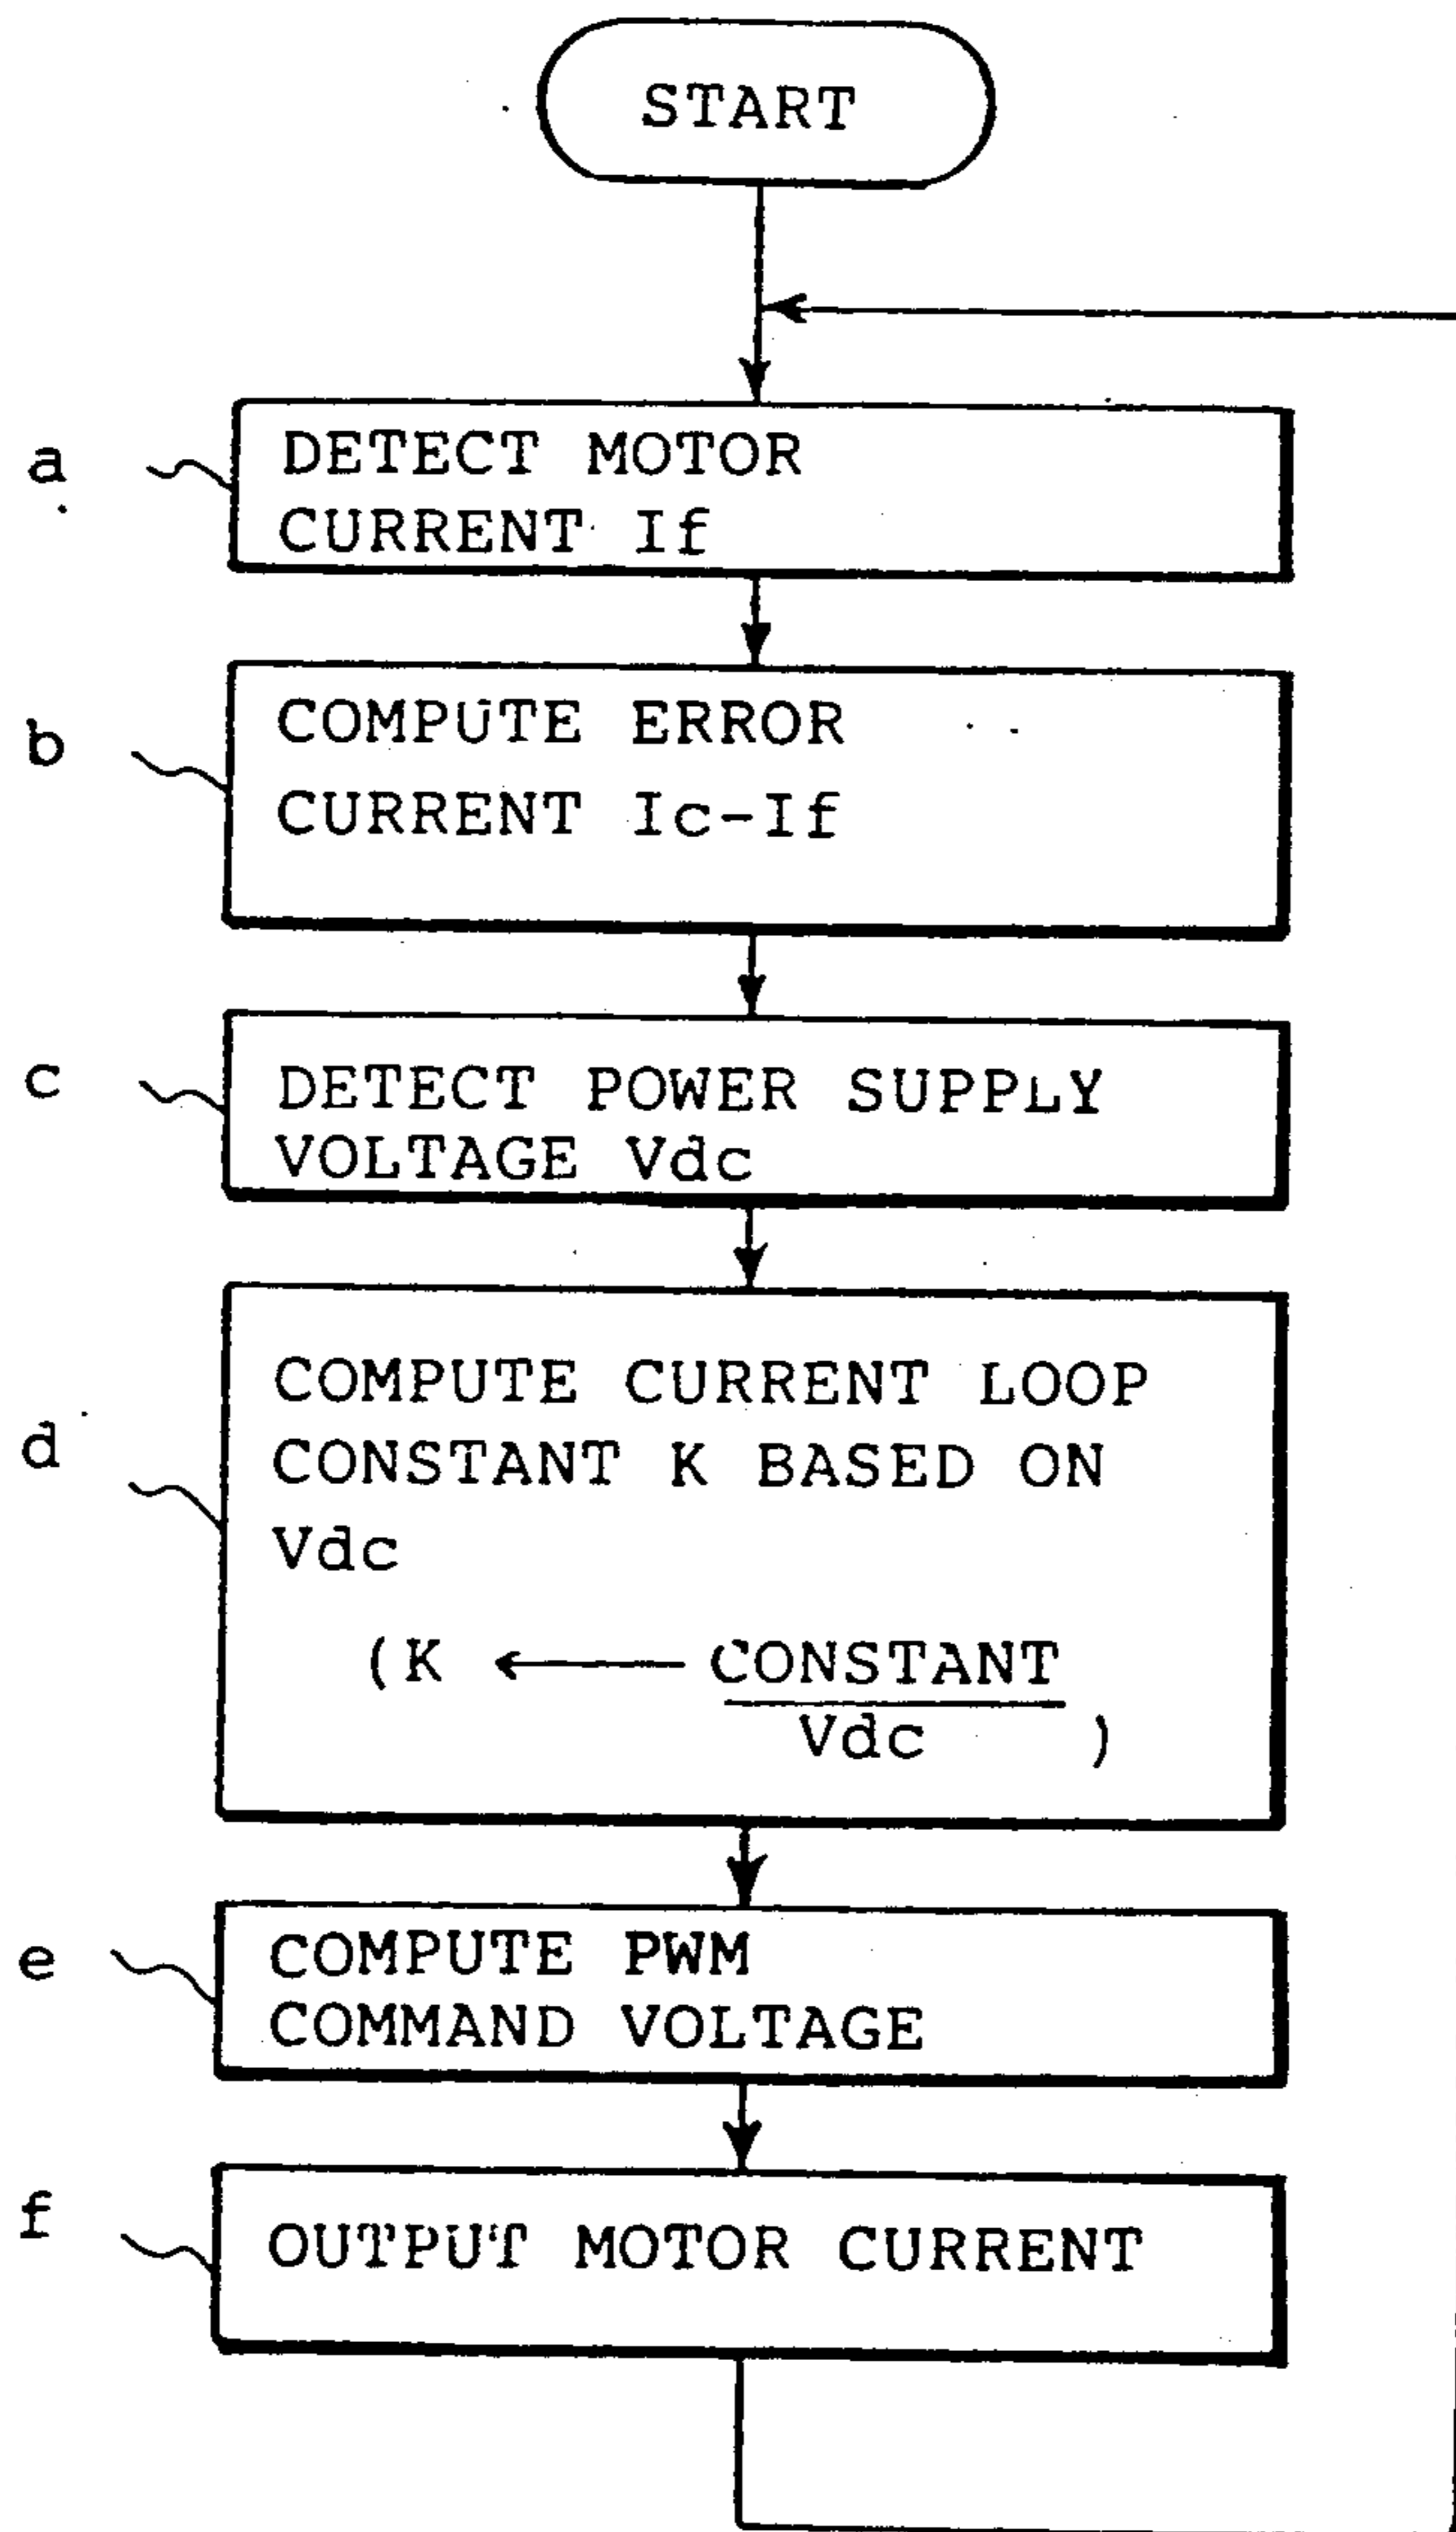 START
a
DETECT MOTOR
CURRENT If
b
COMPUTE ERROR
CURRENT Ic-If
c
DETECT POWER SUPPLY
VOLTAGE Vdc
d
COMPUTE CURRENT LOOP
CONSTANT K BASED ON
Vdc
(K ← CONSTANT
Vdc )
e
COMPUTE PWM
COMMAND VOLTAGE
f
OUTPUT MOTOR CURRENT